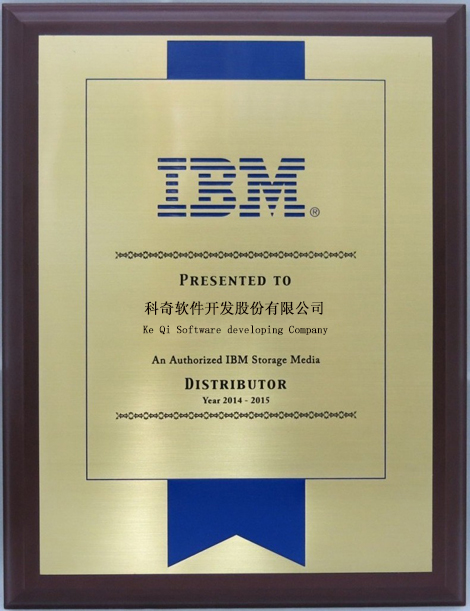 IBM®
PRESENTED TO
科奇软件开发股份有限公司
Ke Qi Software developing Company
An Authorized IBM Storage Media
DISTRIBUTOR
Year 2014 - 2015